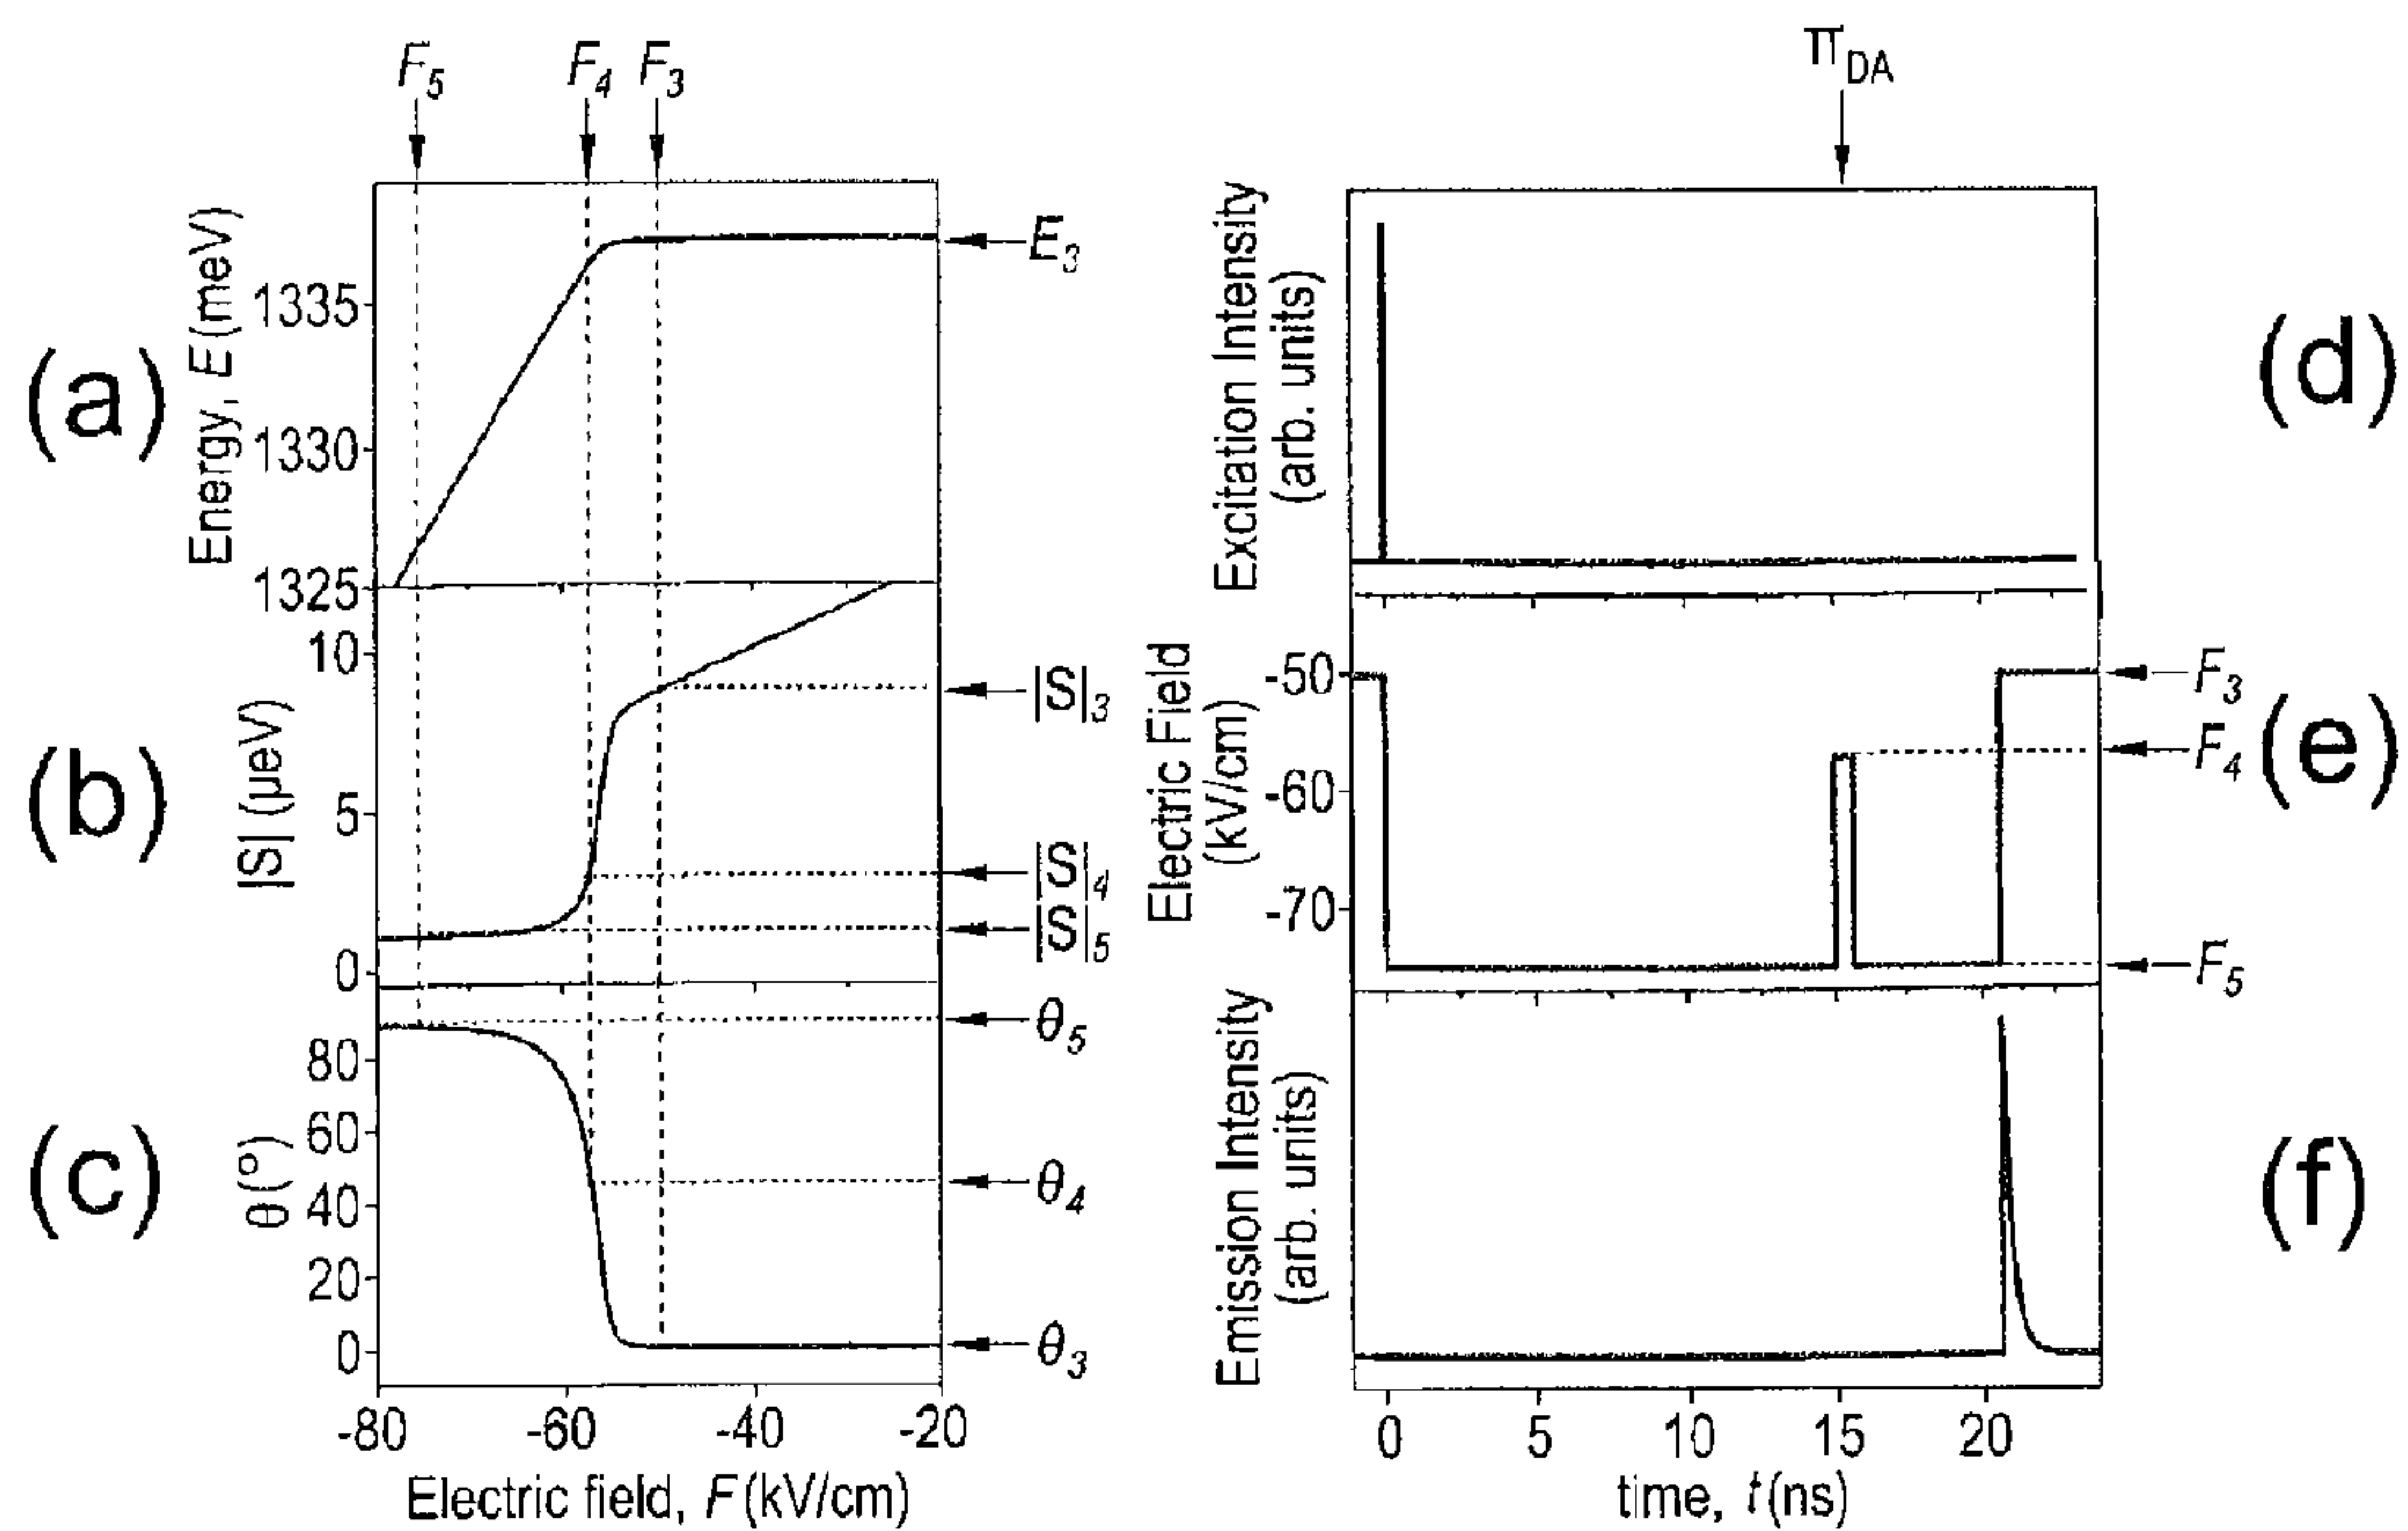 F5 F4 F3
(a)
Energy, E (meV)
1335
1330
1325
E3
(b)
|S| (µeV)
10
5
0
|S|3
|S|4
|S|5
(c)
θ (°)
80
60
40
20
0
θ5
θ4
θ3
-80 -60 -40 -20
Electric field, F (kV/cm)
πDA
(d)
Excitation Intensity
(arb. units)
(e)
Electric Field
(kV/cm)
-50
-60
-70
F3
F4
F5
(f)
Emission Intensity
(arb. units)
0 5 10 15 20
time, t (ns)